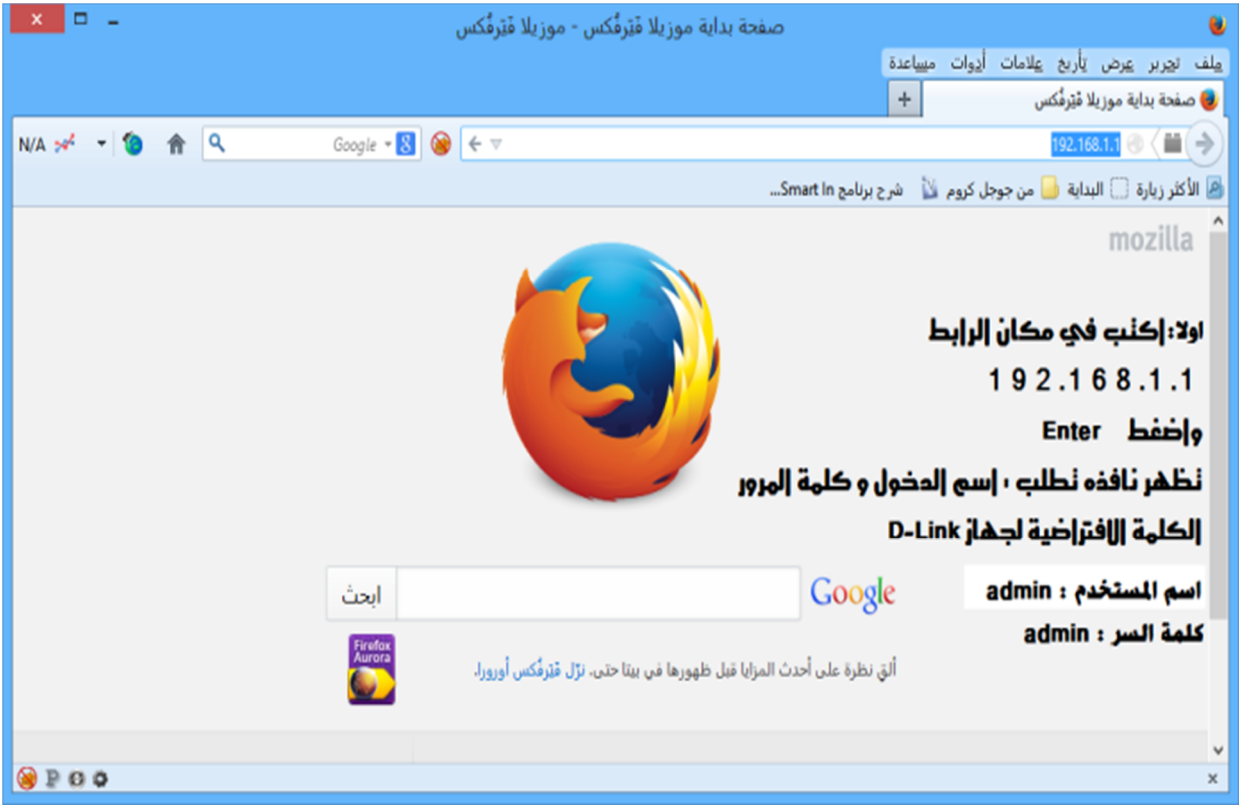 صفحة بداية موزيلا فَيَرفُكس - موزيلا فَيَرفُكس
ملف تحرير عرض تأريخ علامات أدوات مساعدة
صفحة بداية موزيلا فَيَرفُكس
192.168.1.1
Google
N/A
الأكثر زيارة البداية من جوجل كروم شرح برنامج Smart In...
mozilla
اولا: إكتب في مكان الرابط
192.168.1.1
واضغط Enter
تظهر نافذه تطلب ، إسم الدخول و كلمة المرور
الكلمة الافتراضية لجهاز D-Link
اسم المستخدم : admin
كلمة السر : admin
Google
ابحث
Firefox
Aurora
ألقِ نظرة على أحدث المزايا قبل ظهورها في بيتا حتى. نزّل فَيَرفُكس أورورا.